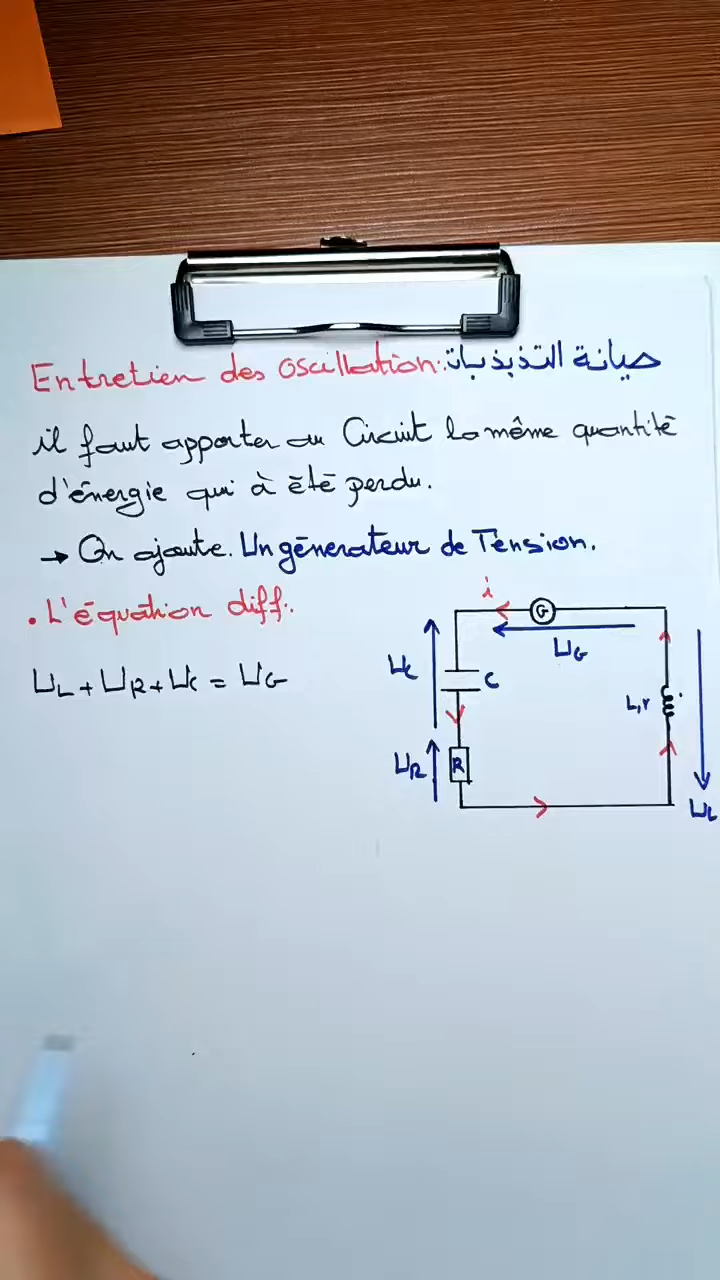 Entretien des oscillation: صيانة التذبذبات
il faut apporter au Circuit la même quantité
d'énergie qui à été perdu.
→ On ajoute. Un génerateur de Tension.
. L'équation diff:.
UL + UR + UC = UG
i
G
UG
UC
C
L,r
UR
R
UL